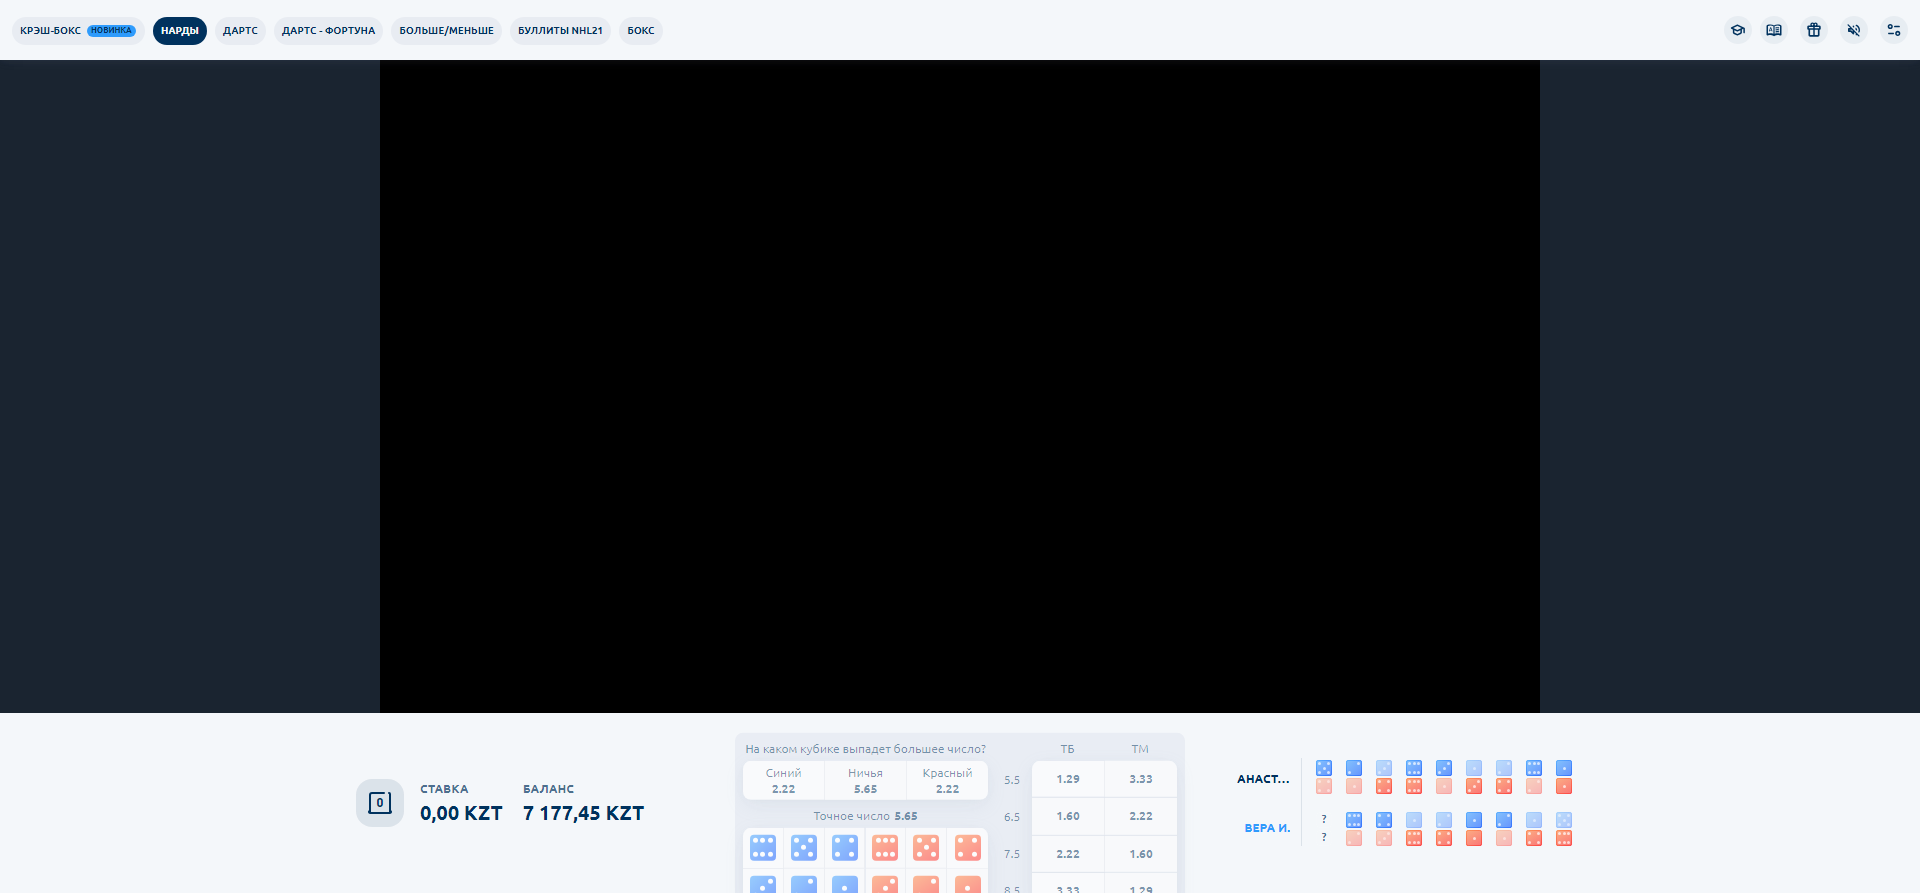 КРЭШ-БОКС НОВИНКА НАРДЫ ДАРТС ДАРТС - ФОРТУНА БОЛЬШЕ/МЕНЬШЕ БУЛЛИТЫ NHL21 БОКС
0
СТАВКА
0,00 KZT
БАЛАНС
7 177,45 KZT
На каком кубике выпадет большее число?
Синий
2.22
Ничья
5.65
Красный
2.22
Точное число 5.65
ТБ ТМ
5.5 1.29 3.33
6.5 1.60 2.22
7.5 2.22 1.60
8.5 3.33 1.29
АНАСТ...
ВЕРА И.
?
?